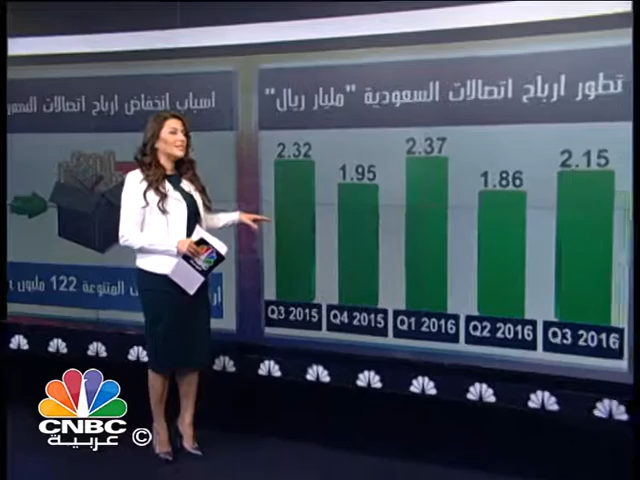 تطور ارباح اتصالات السعودية "مليار ريال"
2.32
1.95
2.37
1.86
2.15
Q3 2015
Q4 2015
Q1 2016
Q2 2016
Q3 2016
اسباب انخفاض ارباح اتصالات السعو
المتنوعة 122 مليون
CNBC
عربية ©